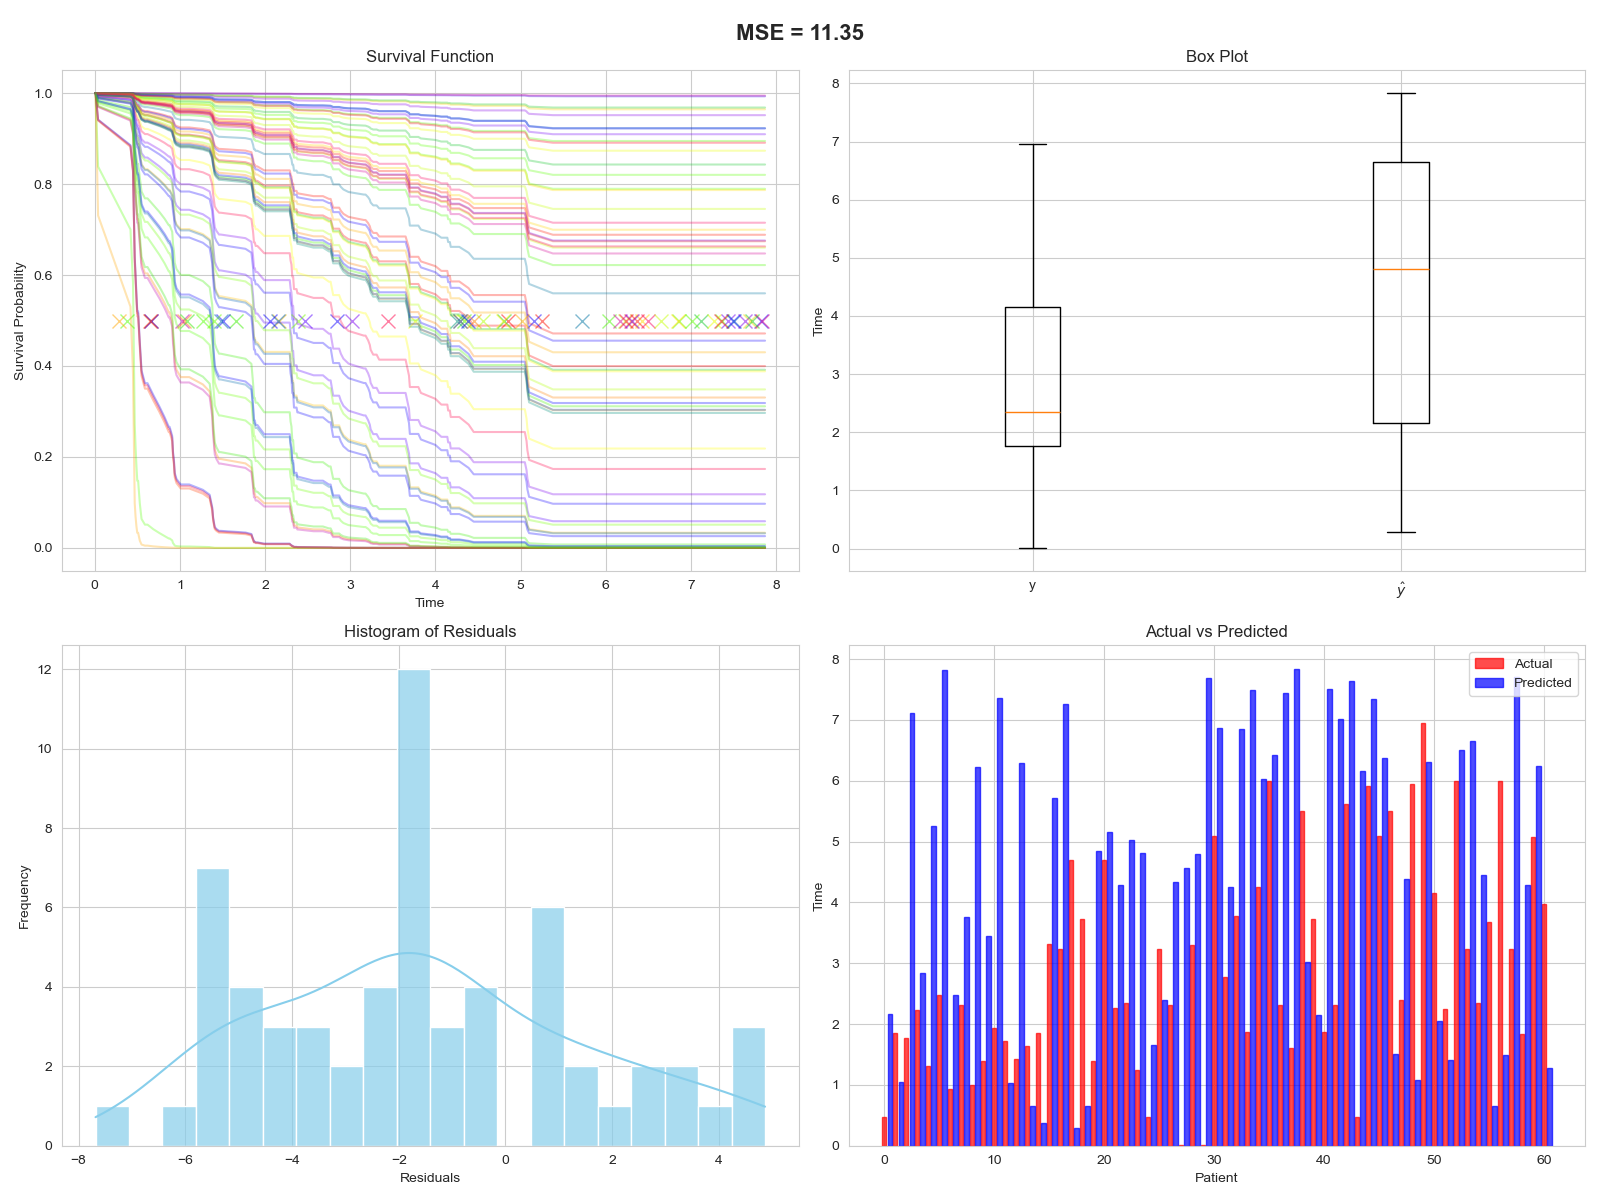 MSE = 11.35
Survival Function
1.0
0.8
0.6
0.4
0.2
0.0
Survival Probability
0 1 2 3 4 5 6 7 8
Time
Box Plot
8
7
6
5
4
3
2
1
0
Time
y ŷ
Histogram of Residuals
12
10
8
6
4
2
0
Frequency
−8 −6 −4 −2 0 2 4
Residuals
Actual vs Predicted
Actual
Predicted
8
7
6
5
4
3
2
1
0
Time
0 10 20 30 40 50 60
Patient